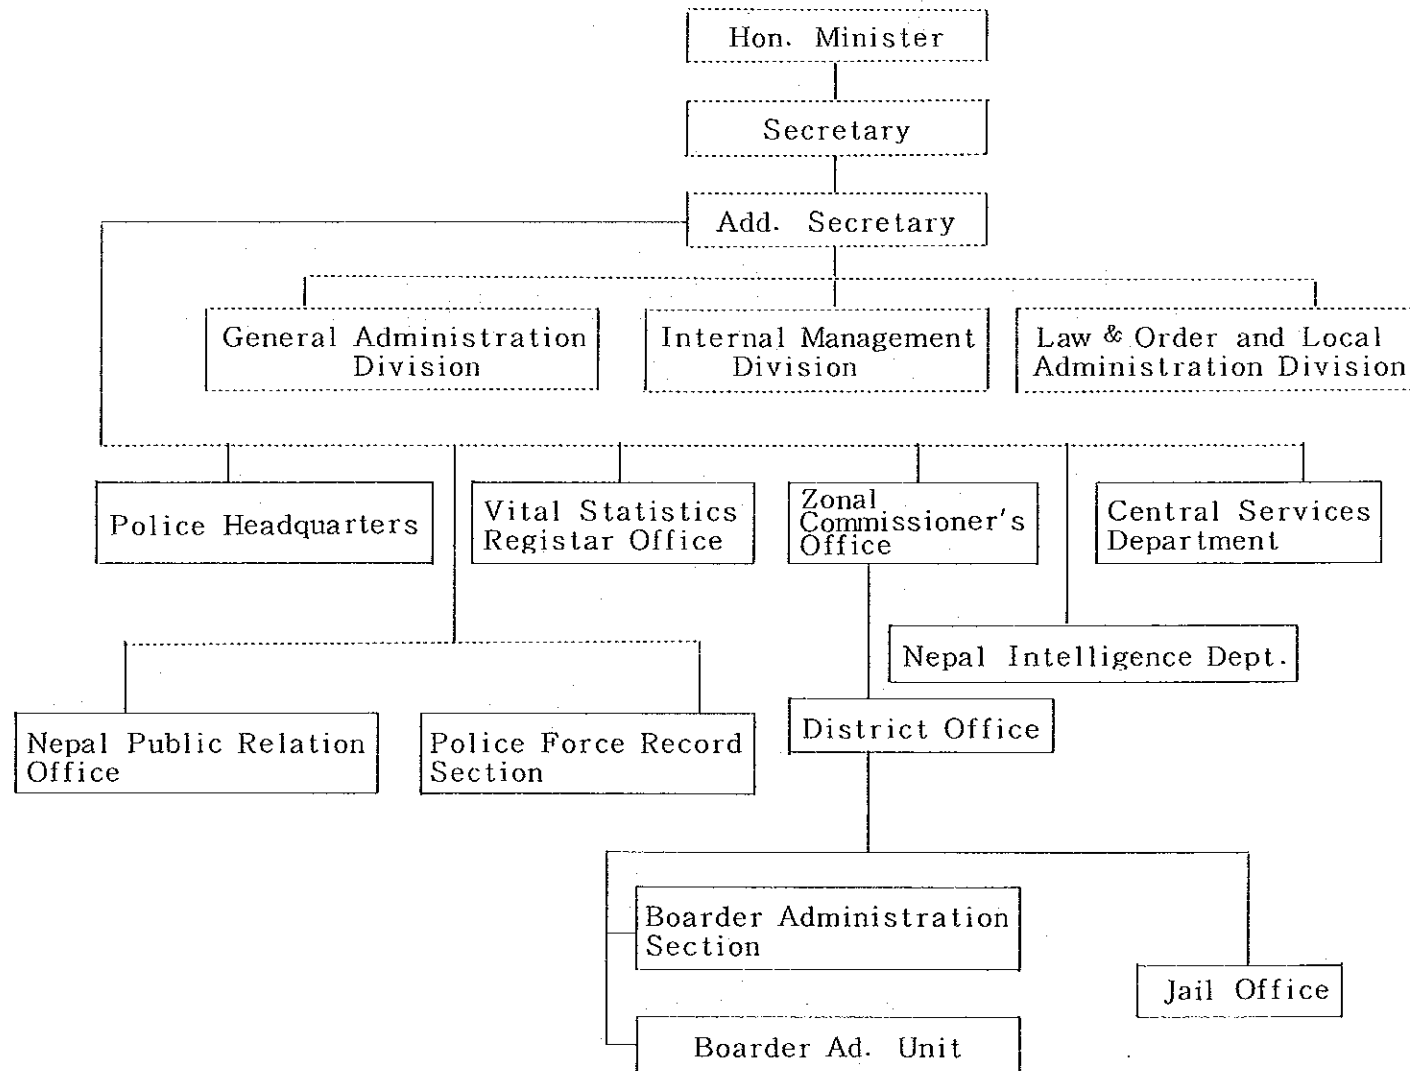 Hon. Minister
Secretary
Add. Secretary
General Administration
Division
Internal Management
Division
Law & Order and Local
Administration Division
Police Headquarters
Vital Statistics
Registar Office
Zonal
Commissioner's
Office
Central Services
Department
Nepal Intelligence Dept.
Nepal Public Relation
Office
Police Force Record
Section
District Office
Boarder Administration
Section
Jail Office
Boarder Ad. Unit